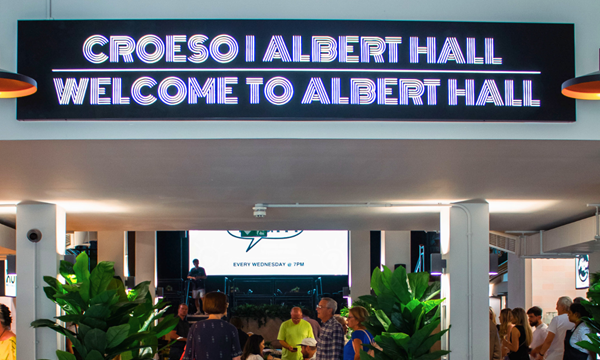 CROESO I ALBERT HALL
WELCOME TO ALBERT HALL
EVERY WEDNESDAY @ 7PM